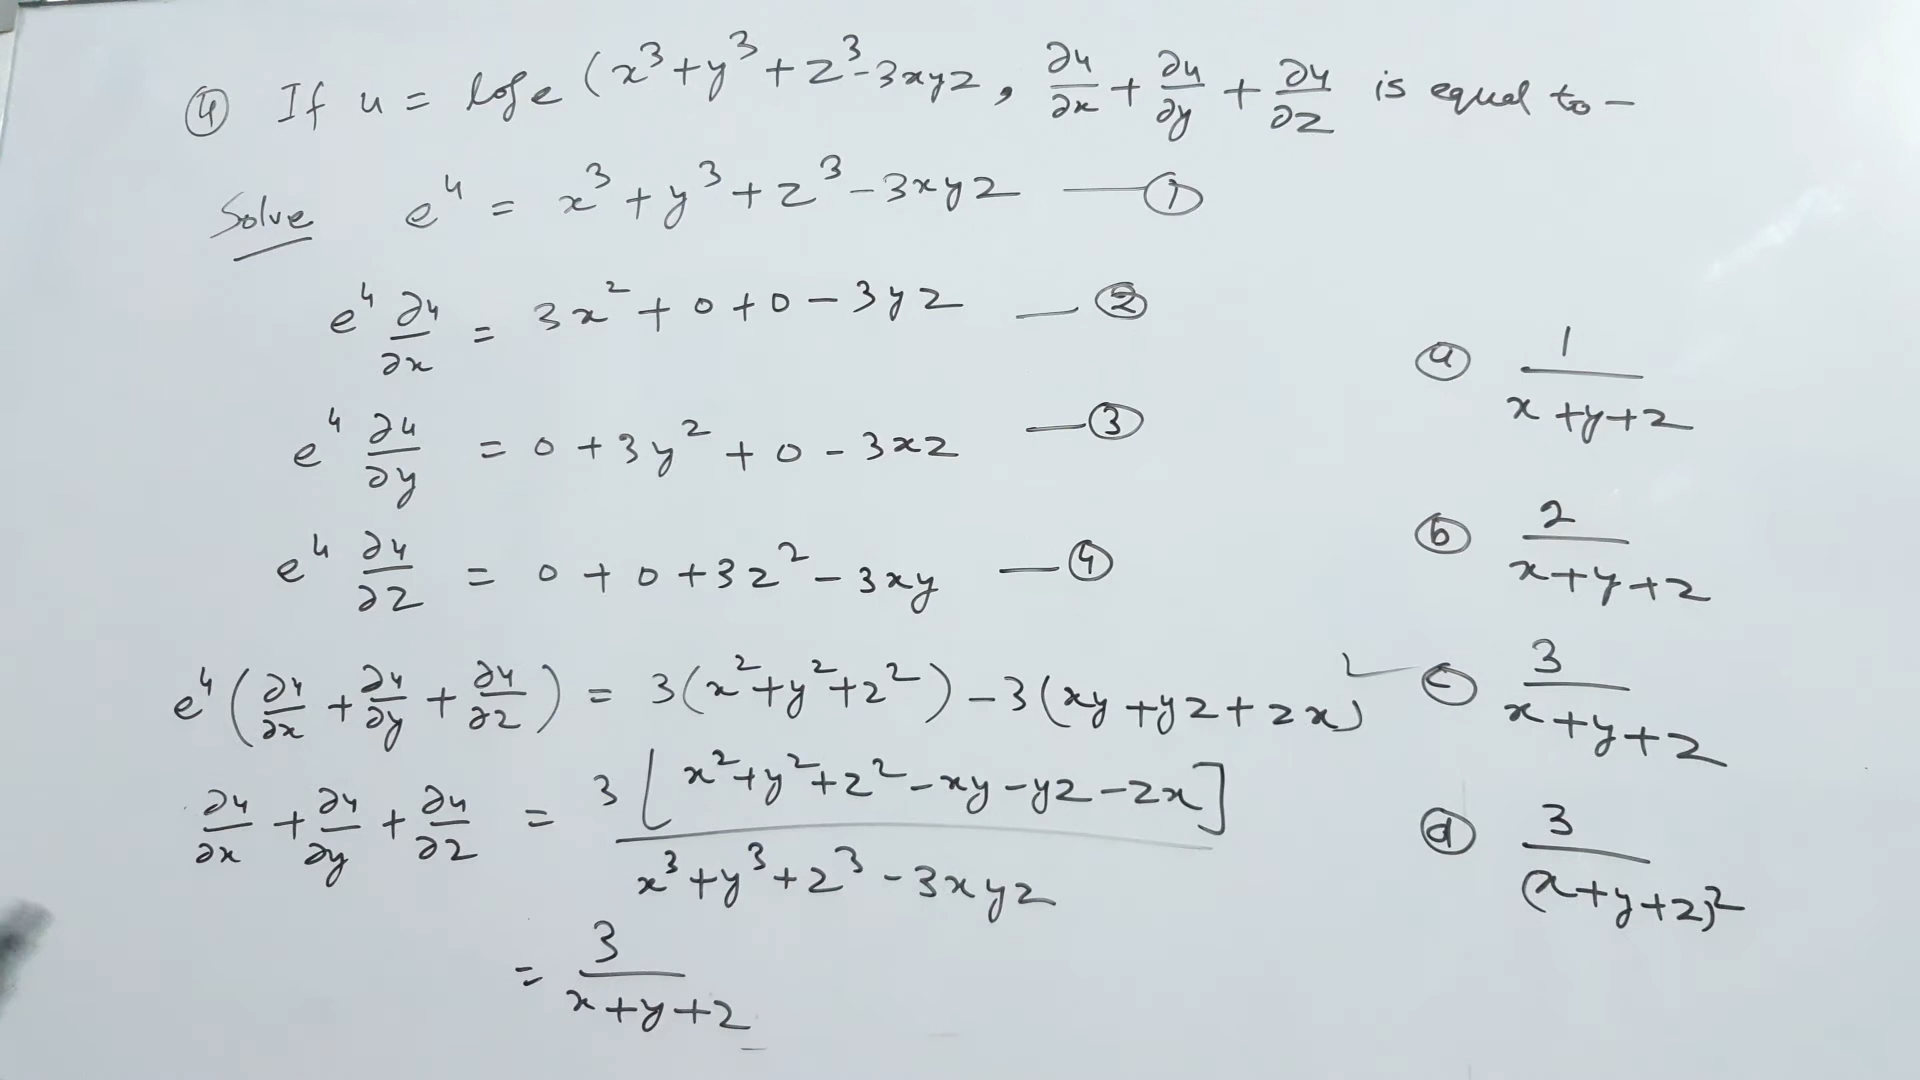 ④ If u = loge (x³+y³+z³-3xyz, ∂u/∂x + ∂u/∂y + ∂u/∂z is equal to –
Solve e^u = x³+y³+z³-3xyz —①
e^u ∂u/∂x = 3x²+0+0-3yz —②
e^u ∂u/∂y = 0+3y²+0-3xz —③
e^u ∂u/∂z = 0+0+3z²-3xy —④
e^u (∂u/∂x + ∂u/∂y + ∂u/∂z) = 3(x²+y²+z²)-3(xy+yz+zx)
∂u/∂x + ∂u/∂y + ∂u/∂z = 3[x²+y²+z²-xy-yz-zx] / x³+y³+z³-3xyz
= 3 / x+y+z
ⓐ 1 / x+y+z
ⓑ 2 / x+y+z
✓ ⓒ 3 / x+y+z
ⓓ 3 / (x+y+z)²